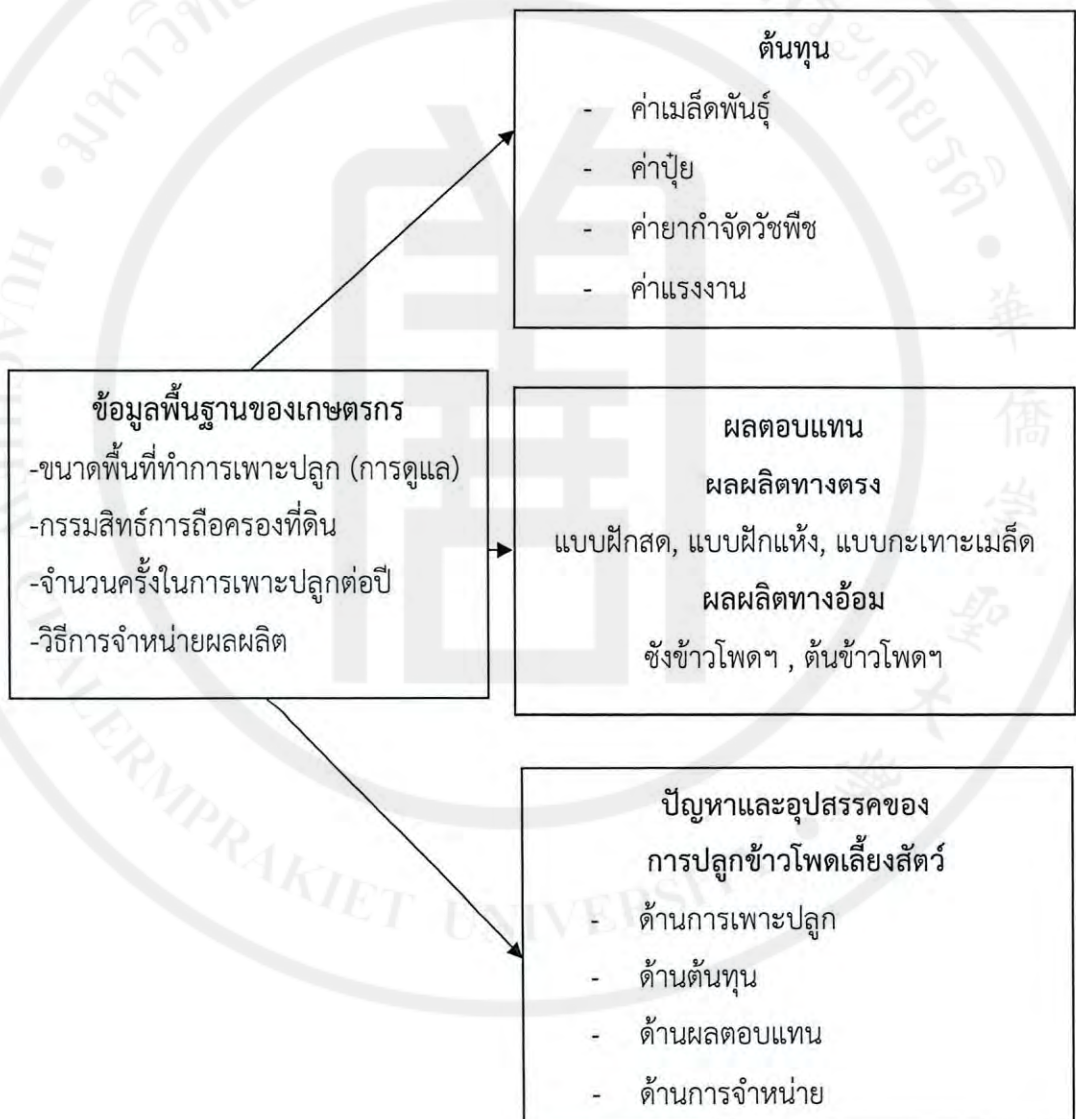 ต้นทุน
- ค่าเมล็ดพันธุ์
- ค่าปุ๋ย
- ค่ายากำจัดวัชพืช
- ค่าแรงงาน
ข้อมูลพื้นฐานของเกษตรกร
-ขนาดพื้นที่ทำการเพาะปลูก (การดูแล)
-กรรมสิทธ์การถือครองที่ดิน
-จำนวนครั้งในการเพาะปลูกต่อปี
-วิธีการจำหน่ายผลผลิต
ผลตอบแทน
ผลผลิตทางตรง
แบบฝักสด, แบบฝักแห้ง, แบบกะเทาะเมล็ด
ผลผลิตทางอ้อม
ซังข้าวโพดฯ , ต้นข้าวโพดฯ
ปัญหาและอุปสรรคของ
การปลูกข้าวโพดเลี้ยงสัตว์
- ด้านการเพาะปลูก
- ด้านต้นทุน
- ด้านผลตอบแทน
- ด้านการจำหน่าย